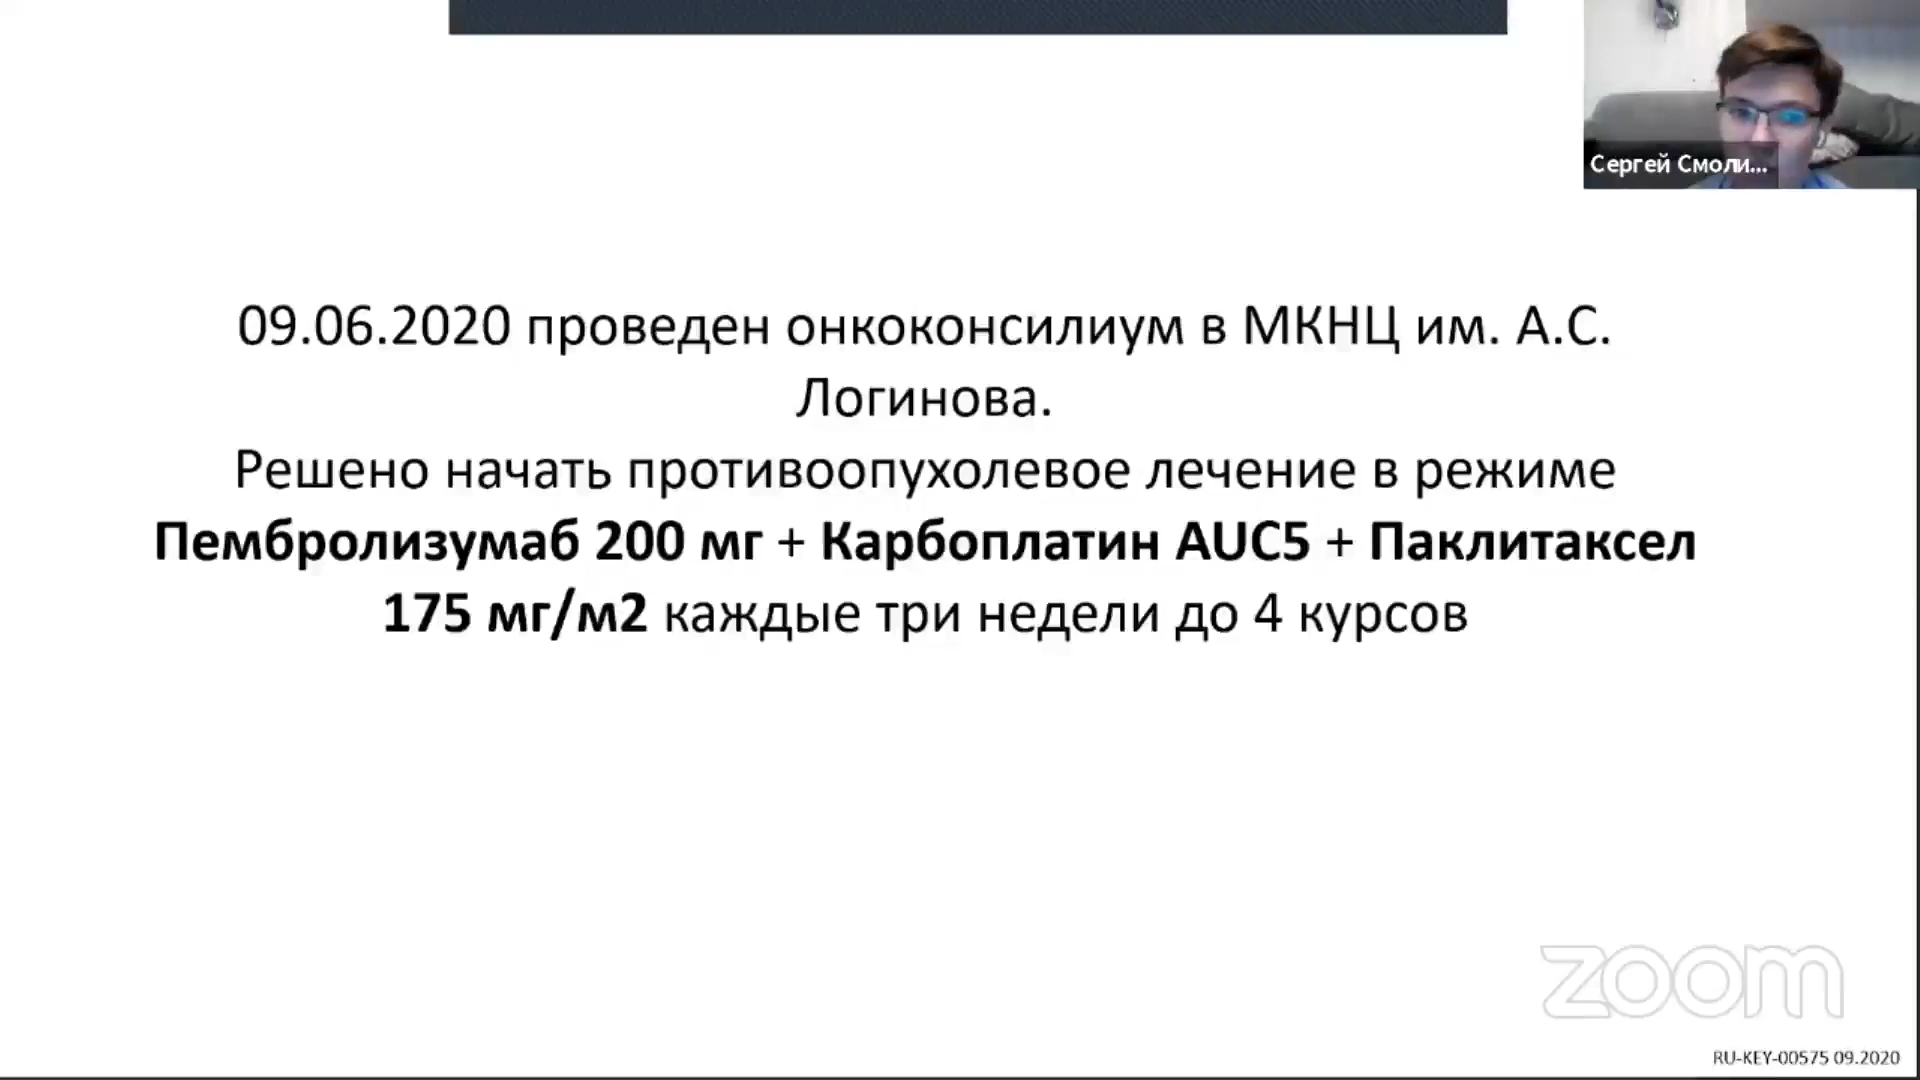 Сергей Смоли...
09.06.2020 проведен онкоконсилиум в МКНЦ им. А.С.
Логинова.
Решено начать противоопухолевое лечение в режиме
Пембролизумаб 200 мг + Карбоплатин AUC5 + Паклитаксел
175 мг/м2 каждые три недели до 4 курсов
zoom
RU-KEY-00575 09.2020